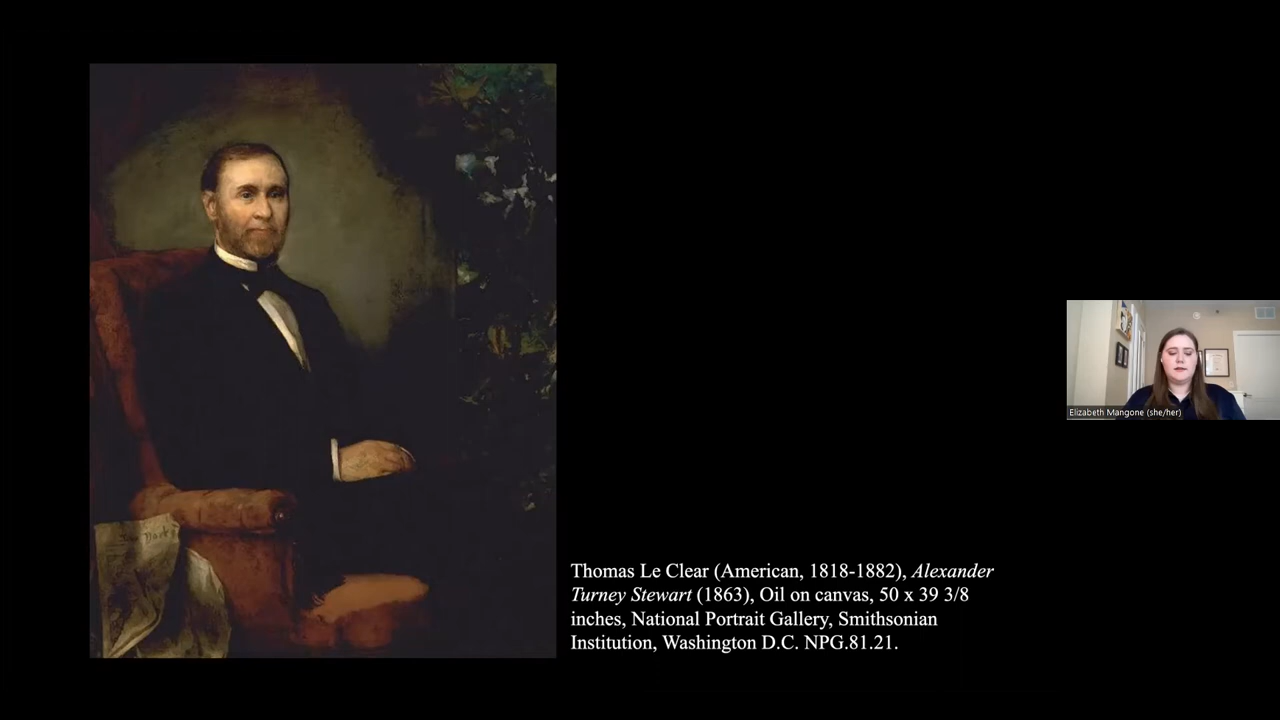 Thomas Le Clear (American, 1818-1882), Alexander
Turney Stewart (1863), Oil on canvas, 50 x 39 3/8
inches, National Portrait Gallery, Smithsonian
Institution, Washington D.C. NPG.81.21.
Elizabeth Mangone (she/her)